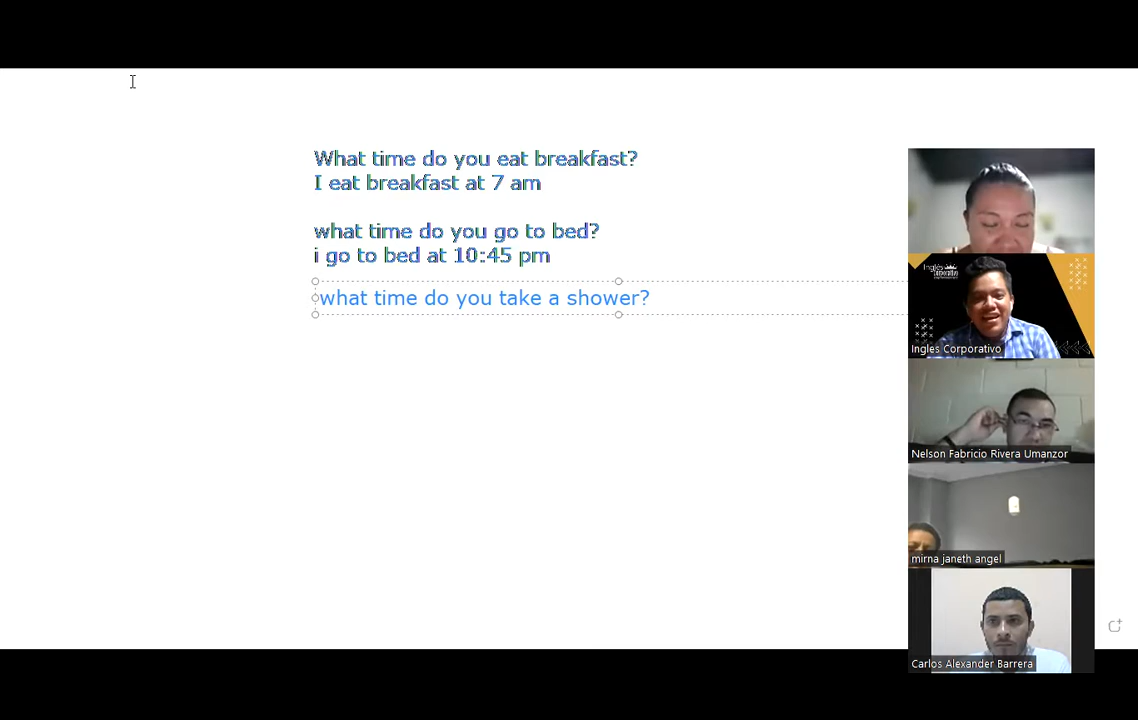 What time do you eat breakfast?
I eat breakfast at 7 am
what time do you go to bed?
i go to bed at 10:45 pm
what time do you take a shower?
Inglés
Corporativo
Ingles Corporativo
Nelson Fabricio Rivera Umanzor
mirna janeth angel
Carlos Alexander Barrera